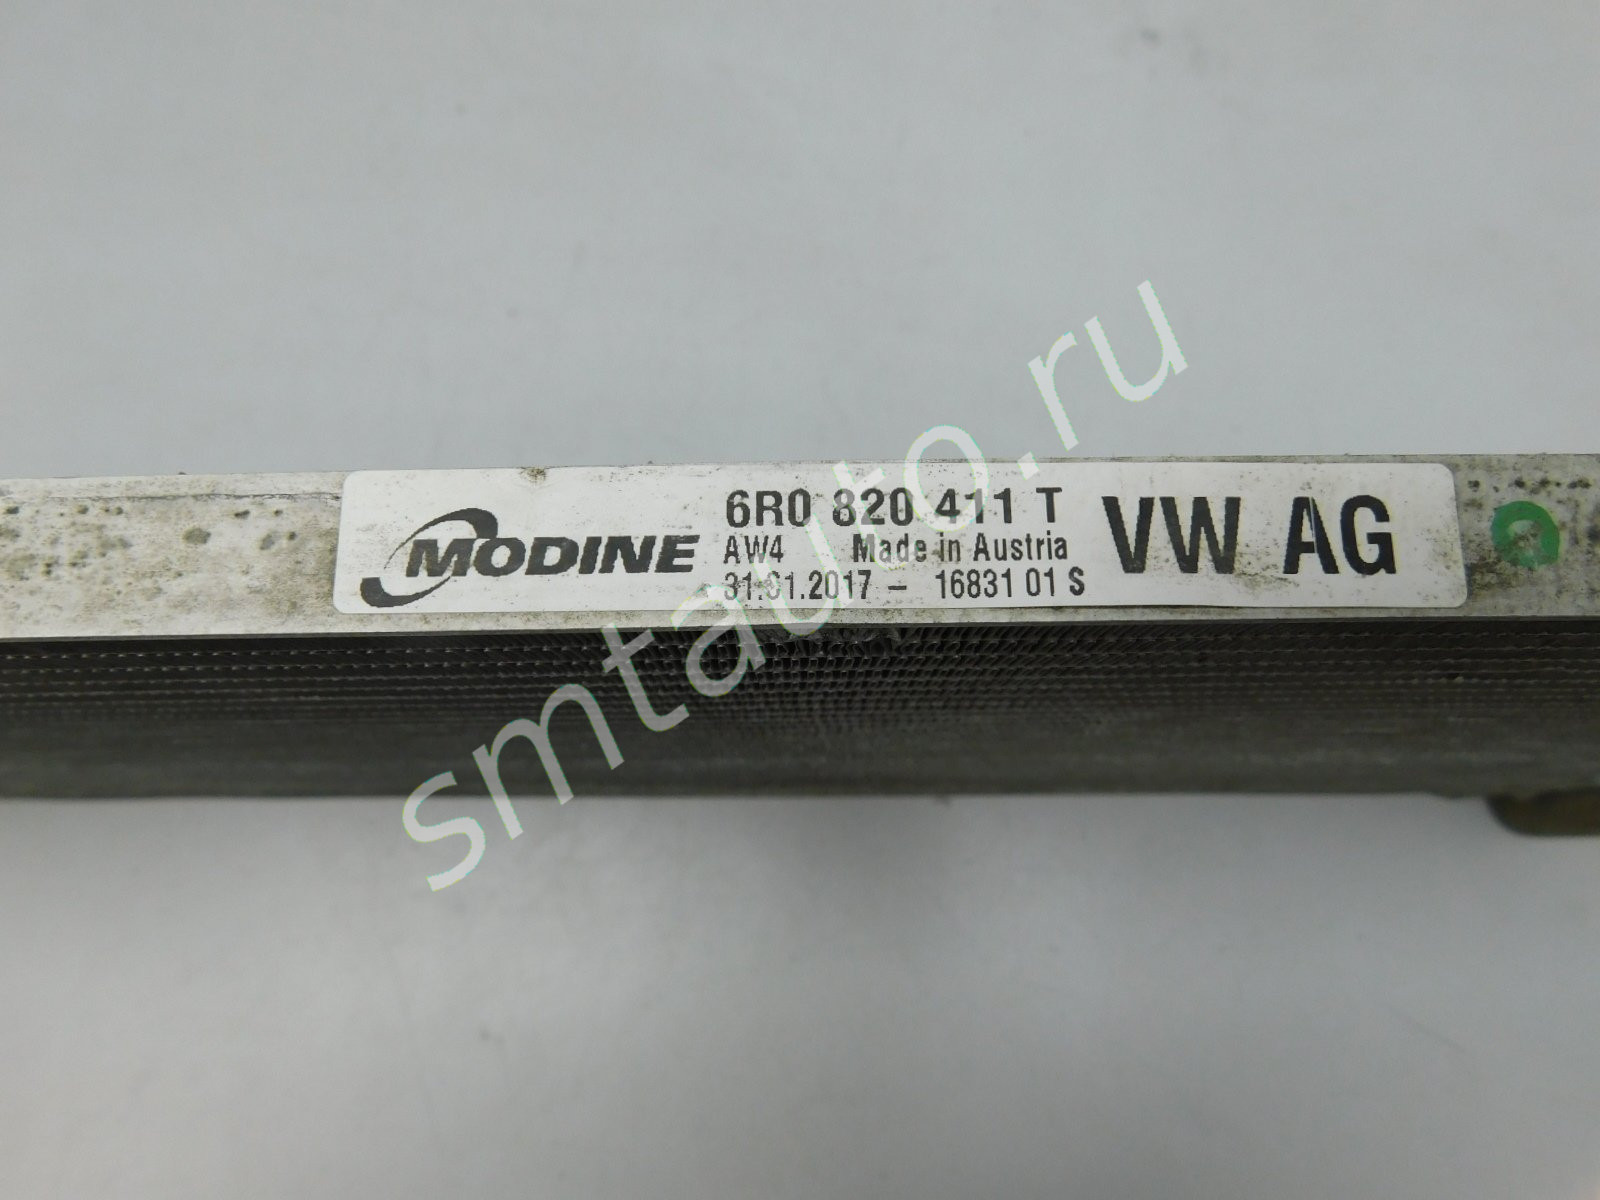 MODINE
6R0 820 411 T
AW4 Made in Austria
31.01.2017 - 16831 01 S
VW AG
smtauto.ru